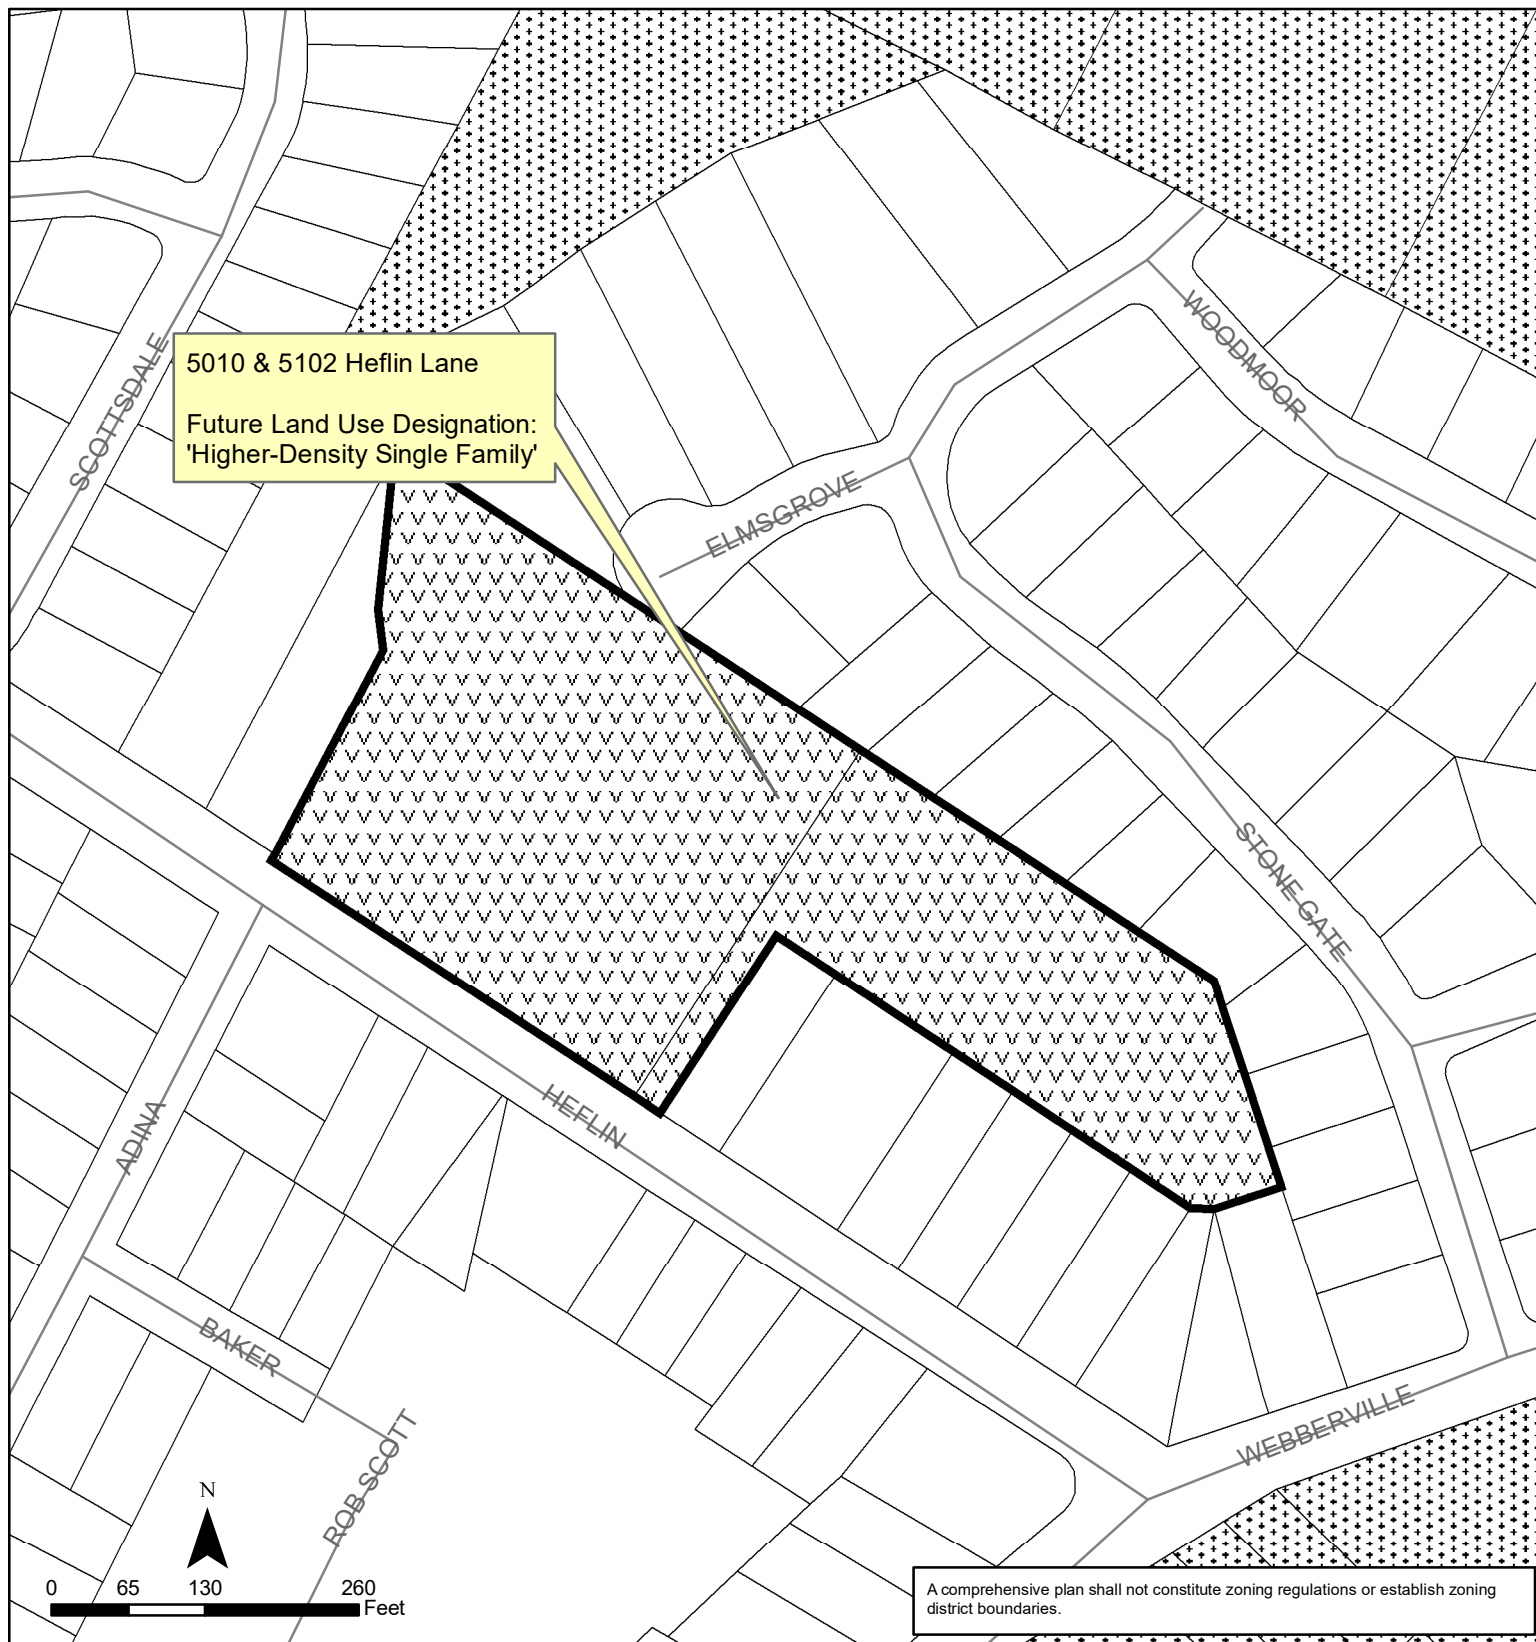 WOODMOOR
SCOTTSDALE
5010 & 5102 Heflin Lane
Future Land Use Designation:
'Higher-Density Single Family'
ELMSGROVE
STONE GATE
HEFLIN
ADINA
BAKER
WEBBERVILLE
ROB SCOTT
N
0 65 130 260
Feet
A comprehensive plan shall not constitute zoning regulations or establish zoning
district boundaries.